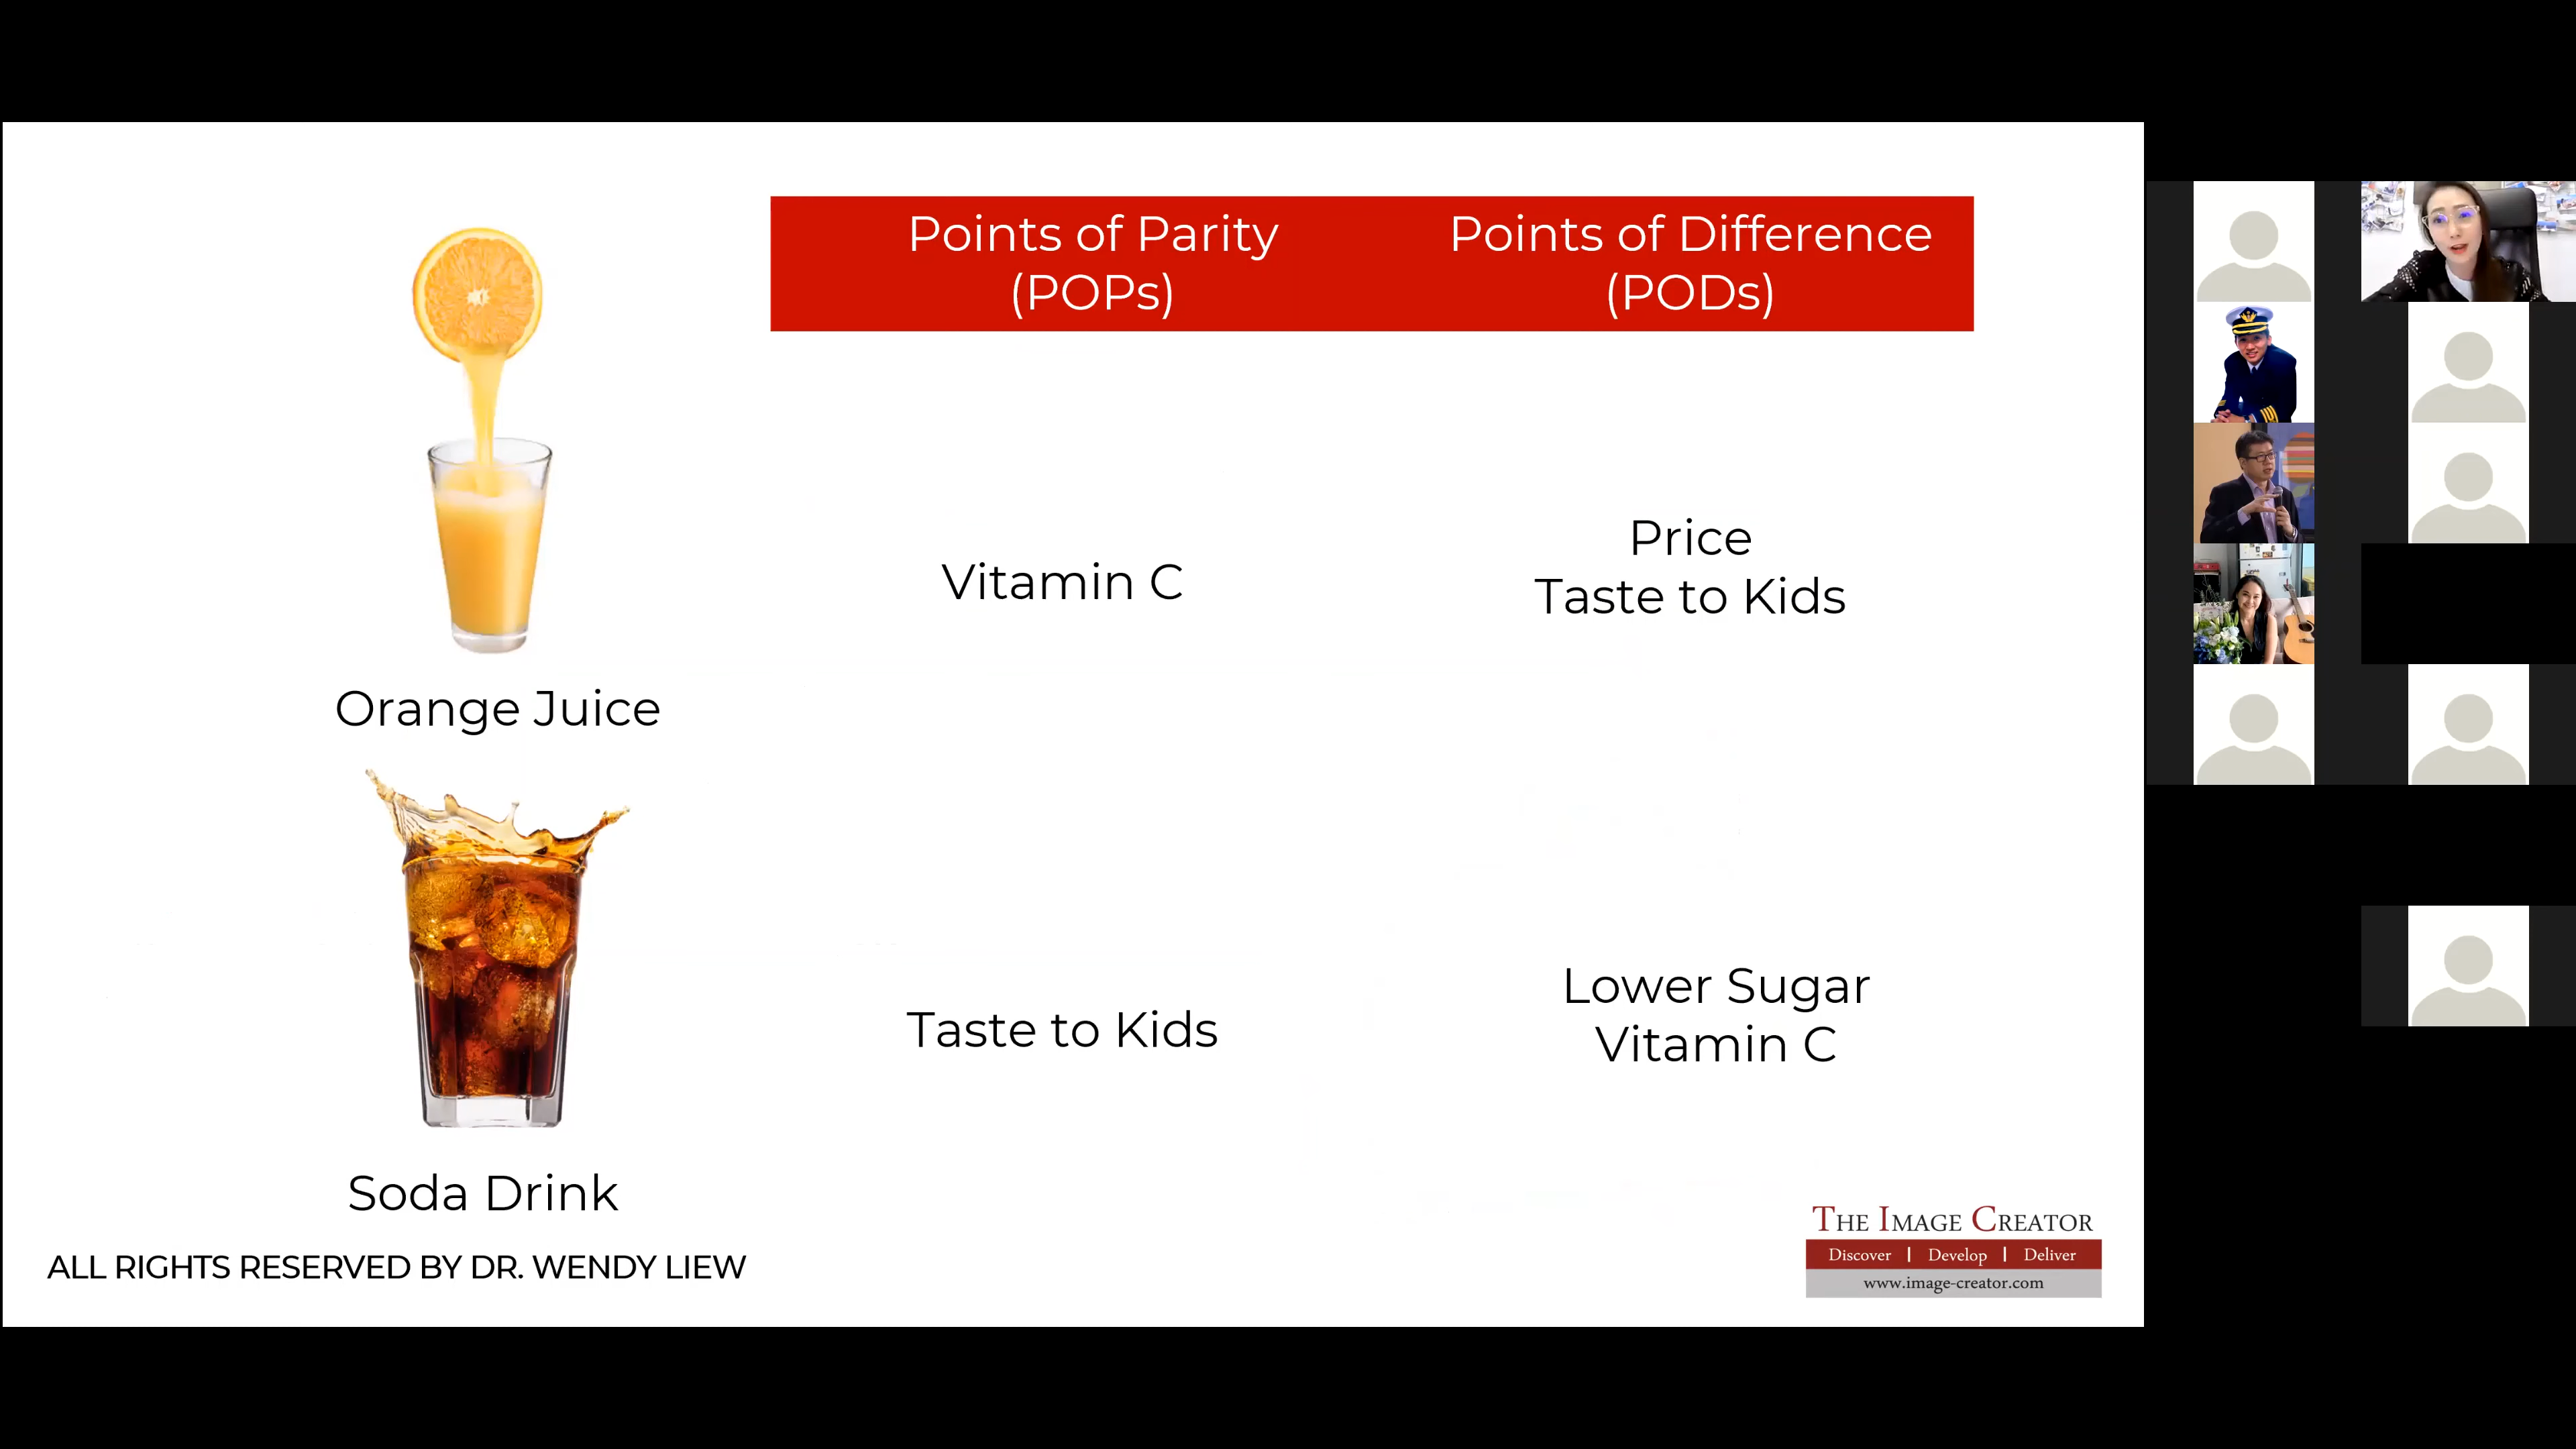 Points of Parity
(POPs)
Points of Difference
(PODs)
Vitamin C
Price
Taste to Kids
Orange Juice
Taste to Kids
Lower Sugar
Vitamin C
Soda Drink
ALL RIGHTS RESERVED BY DR. WENDY LIEW
THE IMAGE CREATOR
Discover | Develop | Deliver
www.image-creator.com